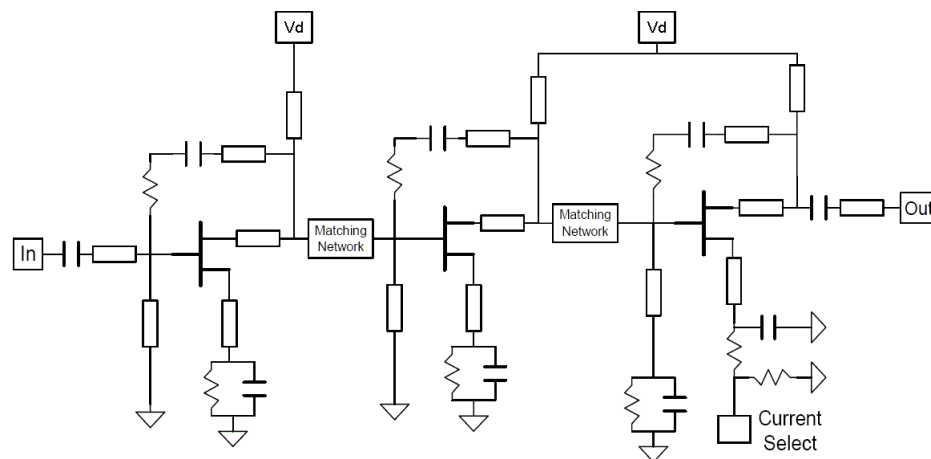 Vd
Vd
In
Matching
Network
Matching
Network
Out
Current
Select